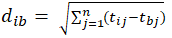 d_{ib} = \sqrt{\sum_{j=1}^{n}(t_{ij} - t_{bj})}